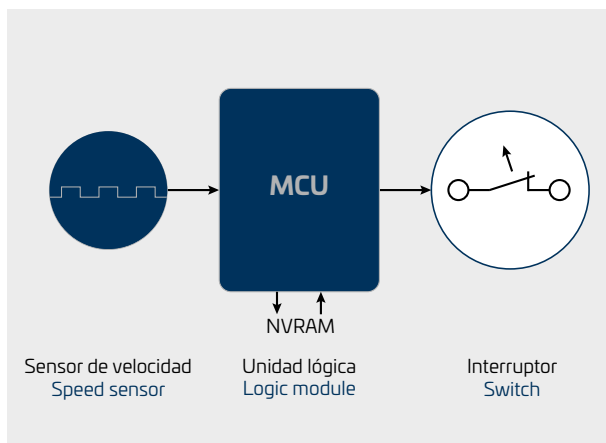 MCU
NVRAM
Sensor de velocidad
Speed sensor
Unidad lógica
Logic module
Interruptor
Switch